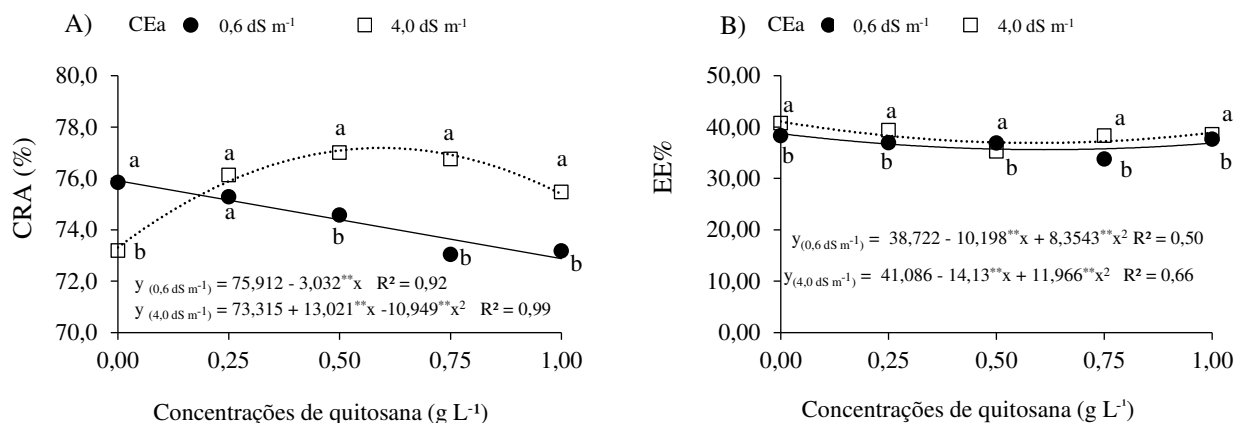 A) CEa 0,6 dS m⁻¹ 4,0 dS m⁻¹
CRA (%)
80,0
78,0
76,0
74,0
72,0
70,0
a
a
a
a
a
b
a
b
b
b
y (0,6 dS m⁻¹) = 75,912 - 3,032**x R² = 0,92
y (4,0 dS m⁻¹) = 73,315 + 13,021**x -10,949**x² R² = 0,99
0,00 0,25 0,50 0,75 1,00
Concentrações de quitosana (g L⁻¹)
B) CEa 0,6 dS m⁻¹ 4,0 dS m⁻¹
EE%
50,00
40,00
30,00
20,00
10,00
0,00
a a a a a
b b b b b
y(0,6 dS m⁻¹) = 38,722 - 10,198**x + 8,3543**x² R² = 0,50
y(4,0 dS m⁻¹) = 41,086 - 14,13**x + 11,966**x² R² = 0,66
0,00 0,25 0,50 0,75 1,00
Concentrações de quitosana (g L⁻¹)